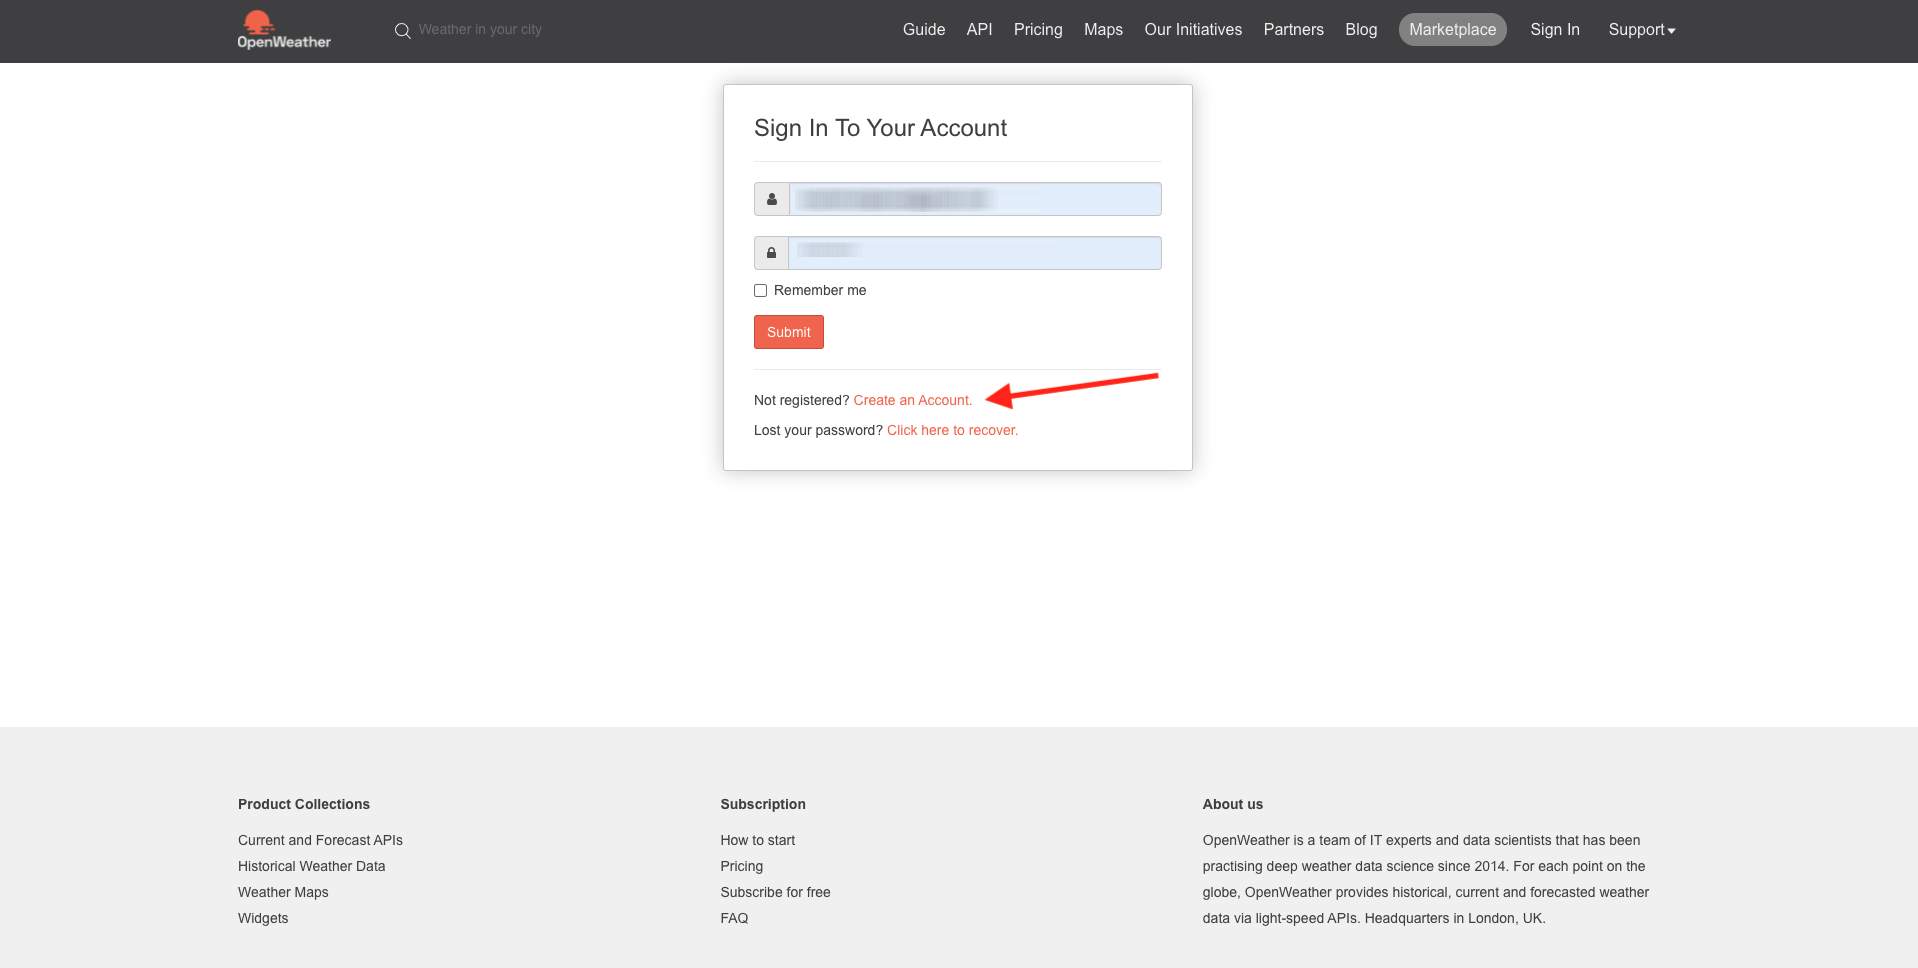 OpenWeather
Weather in your city
Guide API Pricing Maps Our Initiatives Partners Blog Marketplace Sign In Support
Sign In To Your Account
Remember me
Submit
Not registered? Create an Account.
Lost your password? Click here to recover.
Product Collections
Current and Forecast APIs
Historical Weather Data
Weather Maps
Widgets
Subscription
How to start
Pricing
Subscribe for free
FAQ
About us
OpenWeather is a team of IT experts and data scientists that has been
practising deep weather data science since 2014. For each point on the
globe, OpenWeather provides historical, current and forecasted weather
data via light-speed APIs. Headquarters in London, UK.